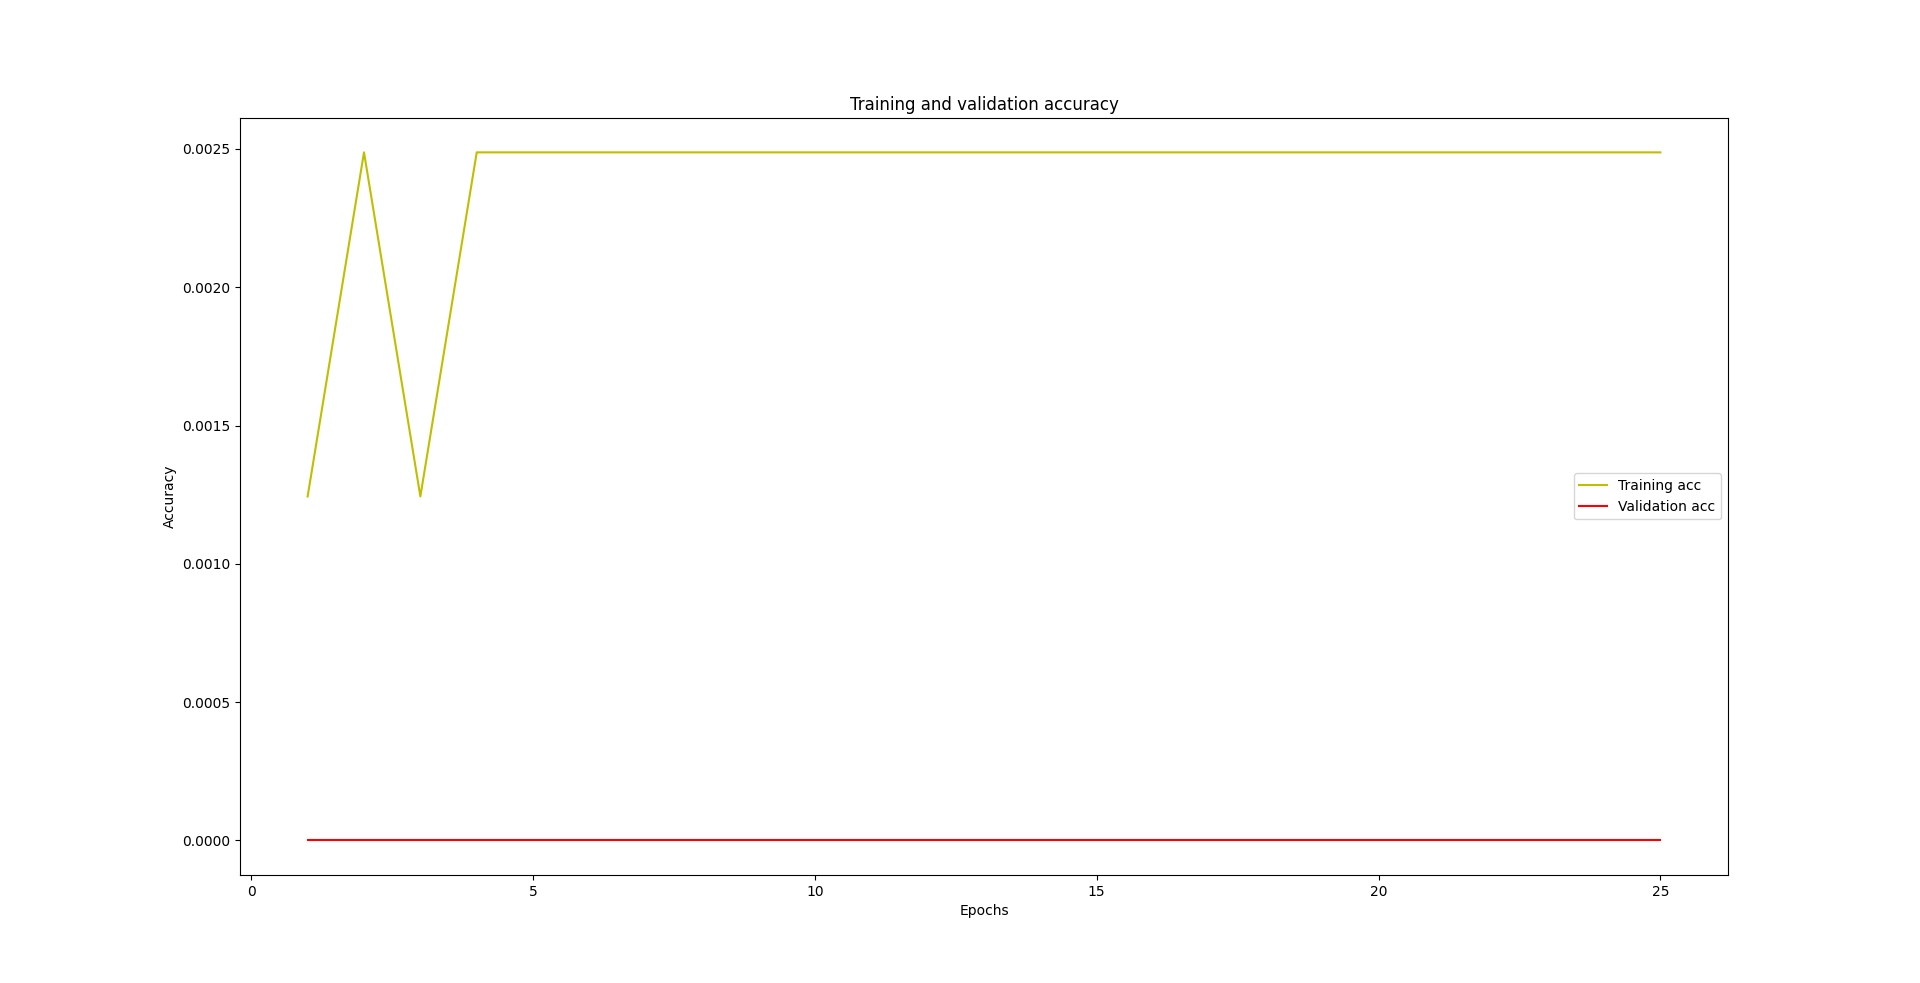 Training and validation accuracy
0.0025
0.0020
0.0015
0.0010
0.0005
0.0000
Accuracy
Training acc
Validation acc
0 5 10 15 20 25
Epochs